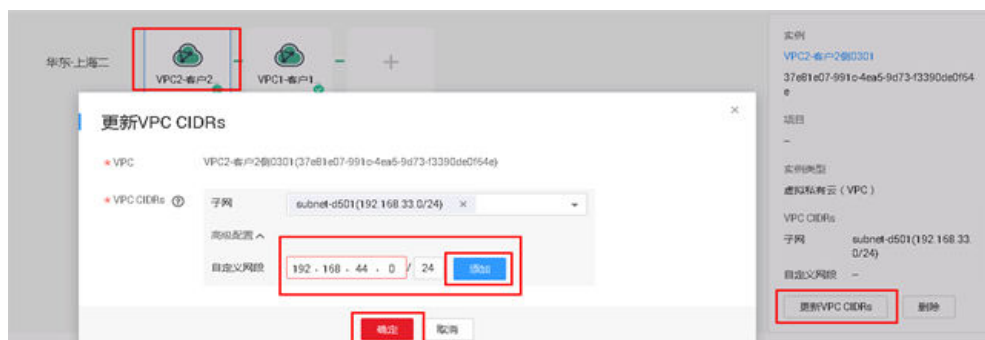 华东-上海二
VPC2-客户2
VPC1-客户1
更新VPC CIDRs
* VPC
VPC2-客户2侧0301(37e81e07-991c-4ea5-9d73-f3390de0f64e)
* VPC CIDRs
子网
subnet-d501(192.168.33.0/24) ×
高级配置
自定义网段
192 . 168 . 44 . 0 / 24
添加
确定
取消
实例
VPC2-客户2侧0301
37e81e07-991c-4ea5-9d73-f3390de0f64
e
项目
--
实例类型
虚拟私有云（VPC）
VPC CIDRs
子网 subnet-d501(192.168.33.
0/24)
自定义网段 --
更新VPC CIDRs
删除